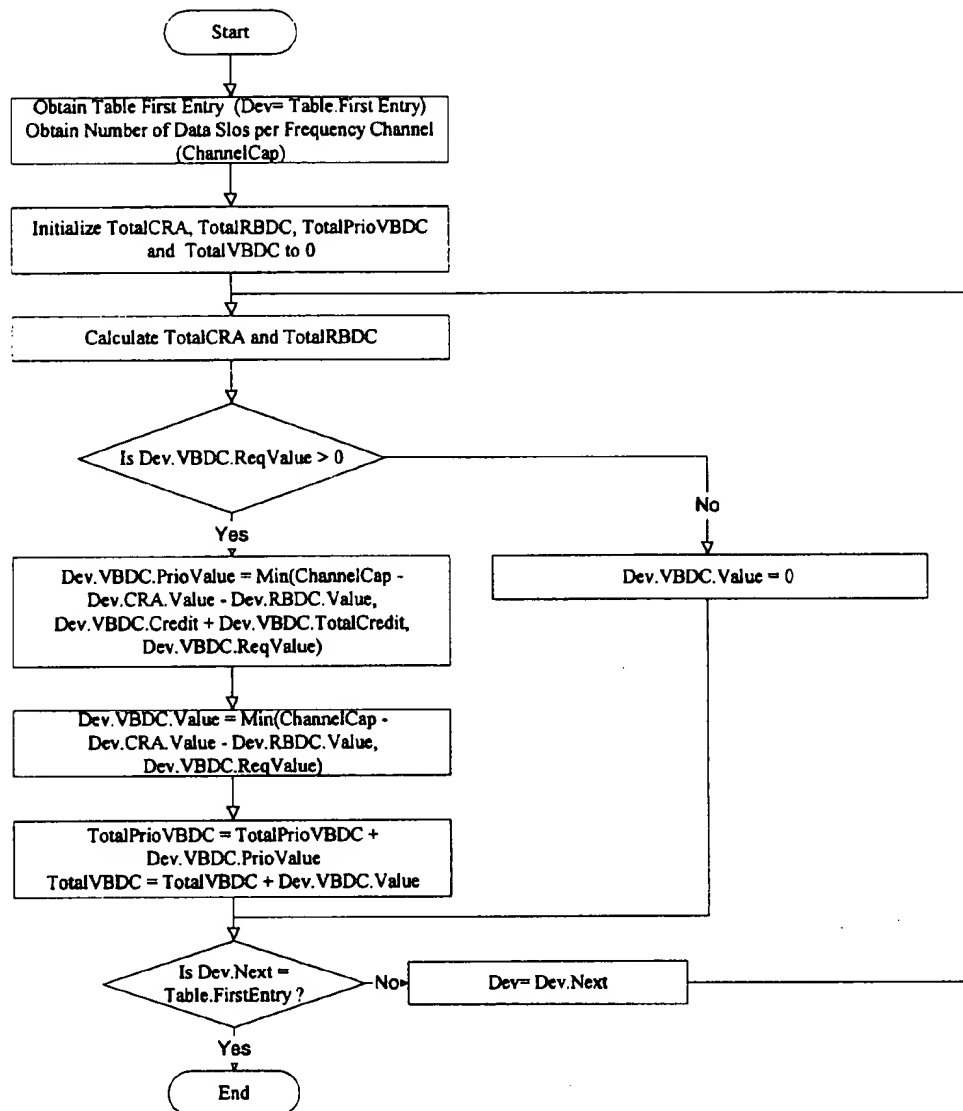 Start
Obtain Table First Entry (Dev= Table.First Entry)
Obtain Number of Data Slos per Frequency Channel
(ChannelCap)
Initialize TotalCRA, TotalRBDC, TotalPrioVBDC
and TotalVBDC to 0
Calculate TotalCRA and TotalRBDC
Is Dev.VBDC.ReqValue > 0
No
Yes
Dev.VBDC.PrioValue = Min(ChannelCap -
Dev.CRA.Value - Dev.RBDC.Value,
Dev.VBDC.Credit + Dev.VBDC.TotalCredit,
Dev.VBDC.ReqValue)
Dev.VBDC.Value = 0
Dev.VBDC.Value = Min(ChannelCap -
Dev.CRA.Value - Dev.RBDC.Value,
Dev.VBDC.ReqValue)
TotalPrioVBDC = TotalPrioVBDC +
Dev.VBDC.PrioValue
TotalVBDC = TotalVBDC + Dev.VBDC.Value
Is Dev.Next =
Table.FirstEntry ?
No
Dev= Dev.Next
Yes
End